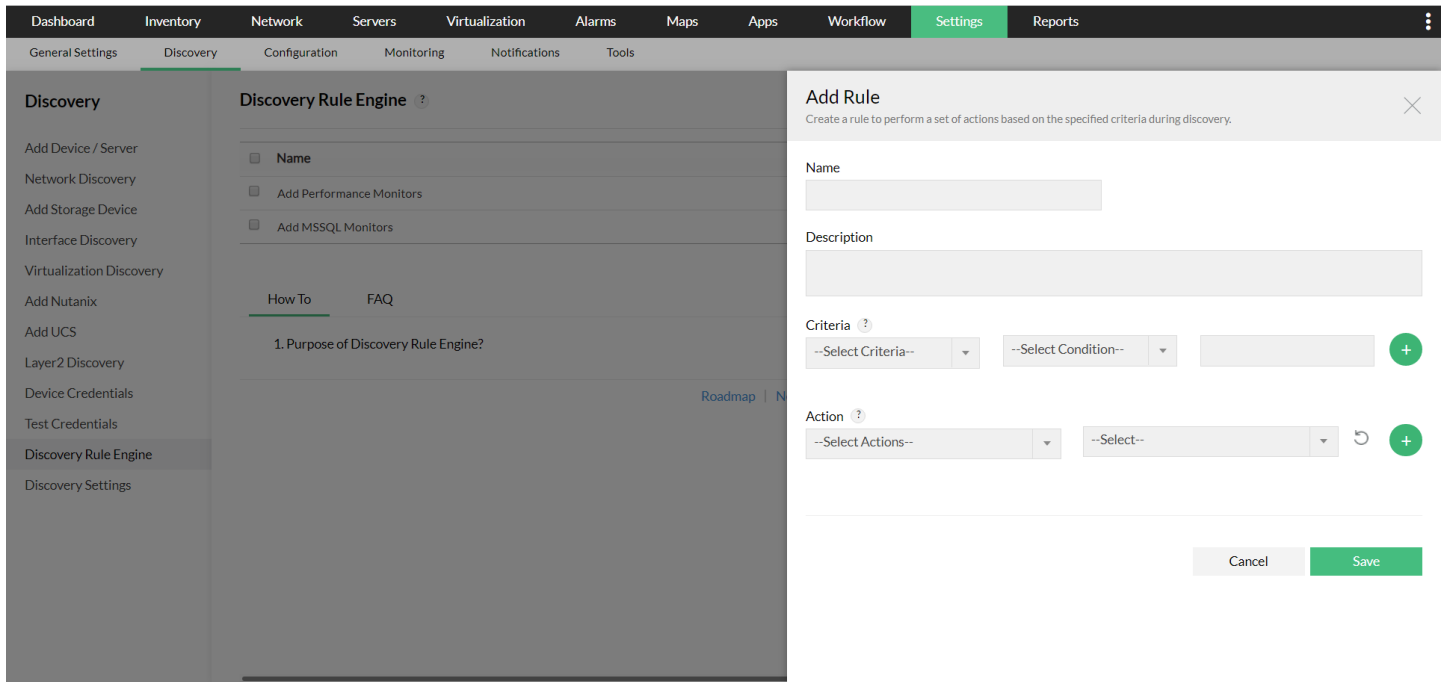 Dashboard Inventory Network Servers Virtualization Alarms Maps Apps Workflow Settings Reports
General Settings Discovery Configuration Monitoring Notifications Tools
Discovery
Add Device / Server
Network Discovery
Add Storage Device
Interface Discovery
Virtualization Discovery
Add Nutanix
Add UCS
Layer2 Discovery
Device Credentials
Test Credentials
Discovery Rule Engine
Discovery Settings
Discovery Rule Engine ?
Name
Add Performance Monitors
Add MSSQL Monitors
How To FAQ
1. Purpose of Discovery Rule Engine?
Roadmap |
Add Rule
Create a rule to perform a set of actions based on the specified criteria during discovery.
Name
Description
Criteria ?
--Select Criteria-- --Select Condition-- +
Action ?
--Select Actions-- --Select-- +
Cancel Save